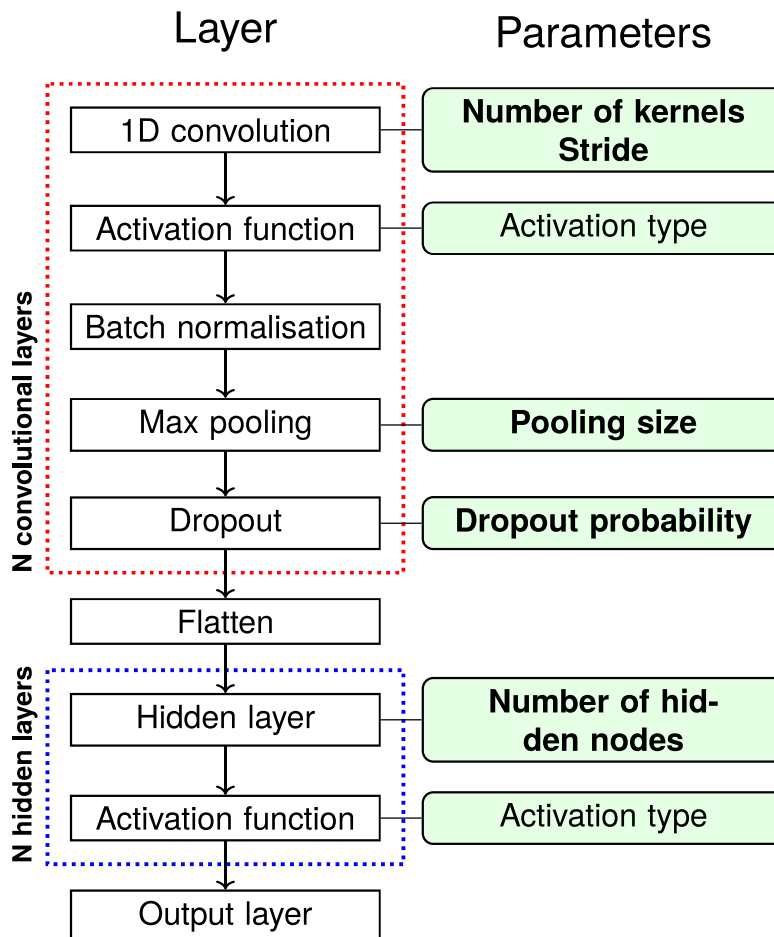 Layer
Parameters
1D convolution
Number of kernels
Stride
Activation function
Activation type
Batch normalisation
Max pooling
Pooling size
Dropout
Dropout probability
N convolutional layers
Flatten
Hidden layer
Number of hid-
den nodes
Activation function
Activation type
N hidden layers
Output layer